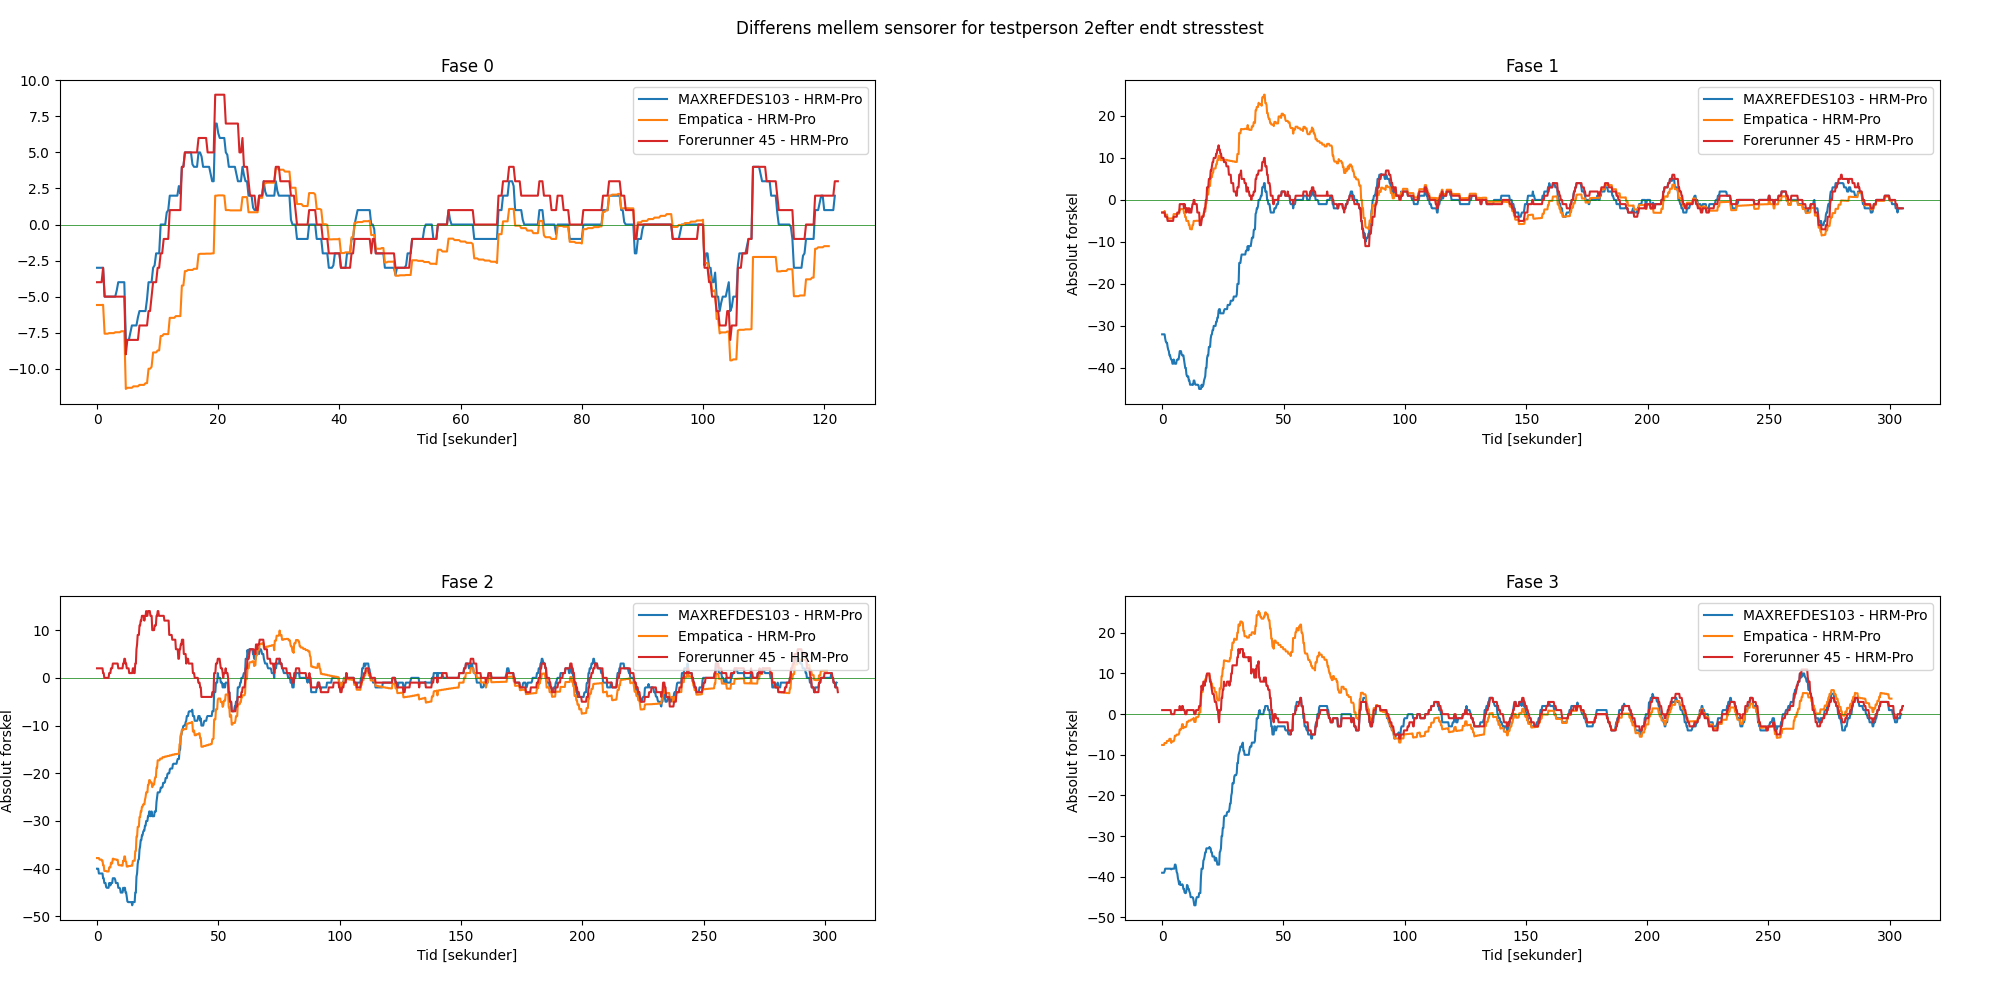 Differens mellem sensorer for testperson 2efter endt stresstest
Fase 0
10.0
7.5
5.0
2.5
0.0
−2.5
−5.0
−7.5
−10.0
MAXREFDES103 - HRM-Pro
Empatica - HRM-Pro
Forerunner 45 - HRM-Pro
0 20 40 60 80 100 120
Tid [sekunder]
Fase 1
Absolut forskel
20
10
0
−10
−20
−30
−40
MAXREFDES103 - HRM-Pro
Empatica - HRM-Pro
Forerunner 45 - HRM-Pro
0 50 100 150 200 250 300
Tid [sekunder]
Fase 2
Absolut forskel
10
0
−10
−20
−30
−40
−50
MAXREFDES103 - HRM-Pro
Empatica - HRM-Pro
Forerunner 45 - HRM-Pro
0 50 100 150 200 250 300
Tid [sekunder]
Fase 3
Absolut forskel
20
10
0
−10
−20
−30
−40
−50
MAXREFDES103 - HRM-Pro
Empatica - HRM-Pro
Forerunner 45 - HRM-Pro
0 50 100 150 200 250 300
Tid [sekunder]